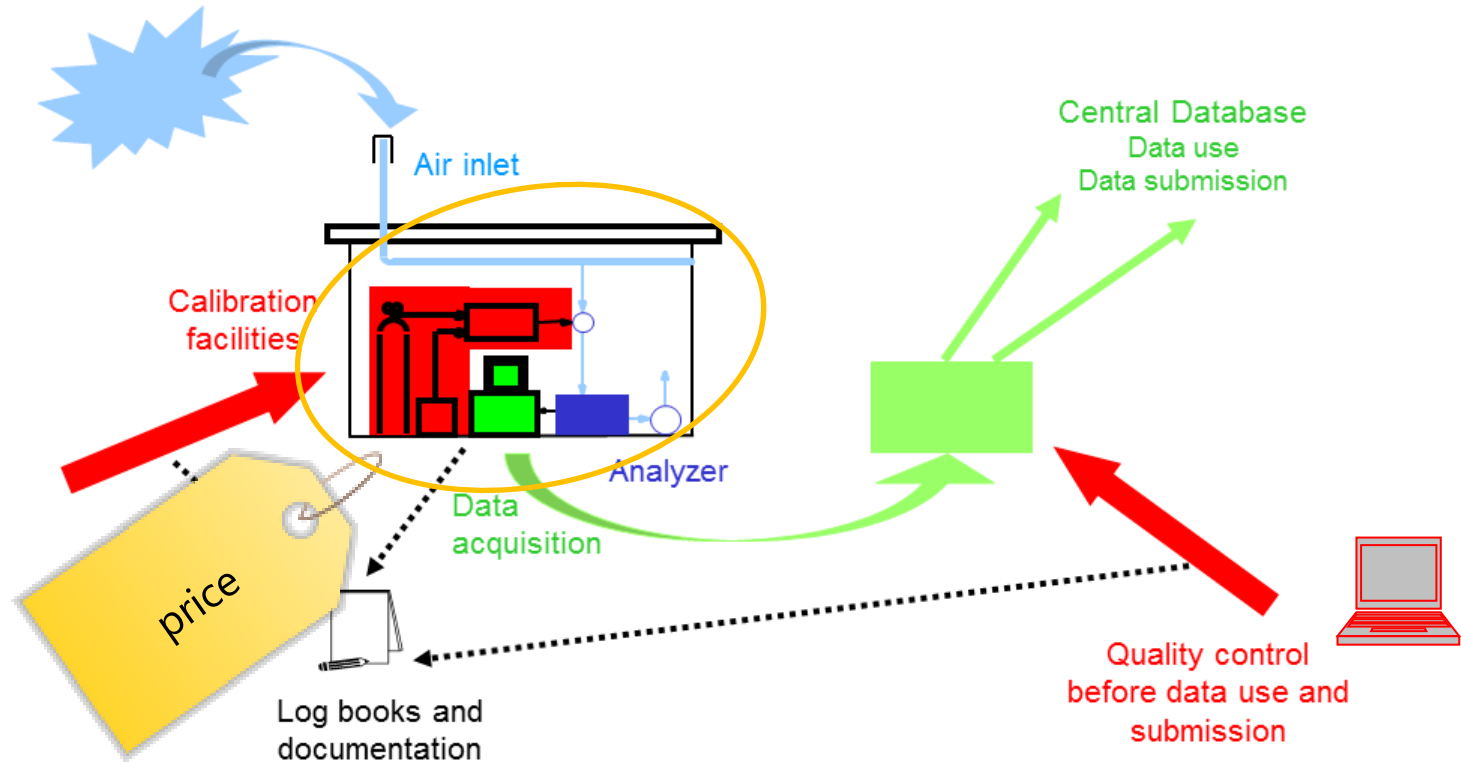 Air inlet
Central Database
Data use
Data submission
Calibration
facilities
Analyzer
Data
acquisition
price
Log books and
documentation
Quality control
before data use and
submission